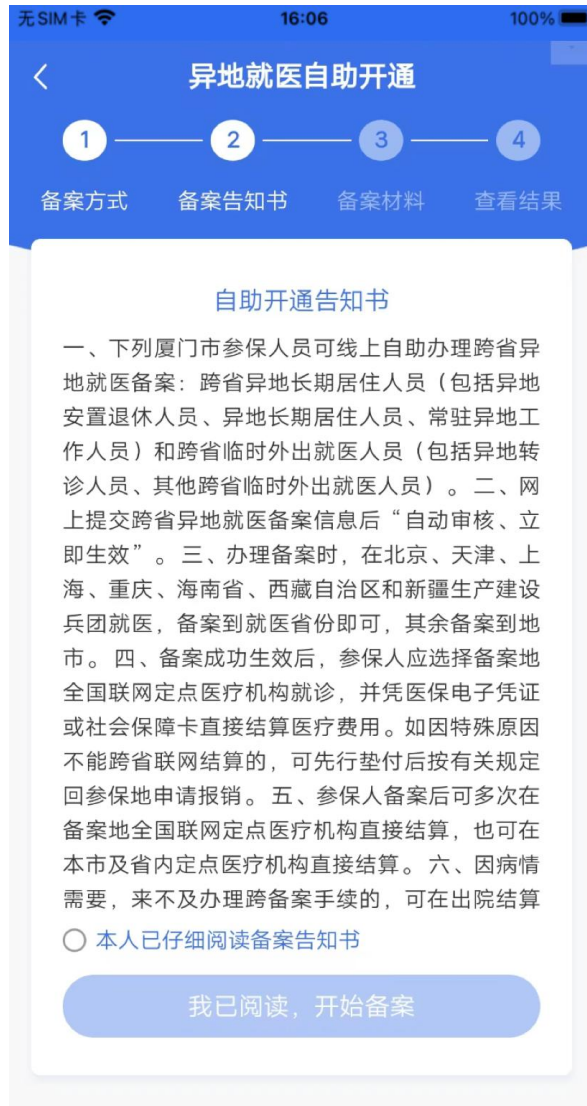 无SIM卡
16:06
100%
异地就医自助开通
1
2
3
4
备案方式
备案告知书
备案材料
查看结果
自助开通告知书
一、下列厦门市参保人员可线上自助办理跨省异
地就医备案：跨省异地长期居住人员（包括异地
安置退休人员、异地长期居住人员、常驻异地工
作人员）和跨省临时外出就医人员（包括异地转
诊人员、其他跨省临时外出就医人员）。二、网
上提交跨省异地就医备案信息后“自动审核、立
即生效”。三、办理备案时，在北京、天津、上
海、重庆、海南省、西藏自治区和新疆生产建设
兵团就医，备案到就医省份即可，其余备案到地
市。四、备案成功生效后，参保人应选择备案地
全国联网定点医疗机构就诊，并凭医保电子凭证
或社会保障卡直接结算医疗费用。如因特殊原因
不能跨省联网结算的，可先行垫付后按有关规定
回参保地申请报销。五、参保人备案后可多次在
备案地全国联网定点医疗机构直接结算，也可在
本市及省内定点医疗机构直接结算。六、因病情
需要，来不及办理跨备案手续的，可在出院结算
本人已仔细阅读备案告知书
我已阅读，开始备案